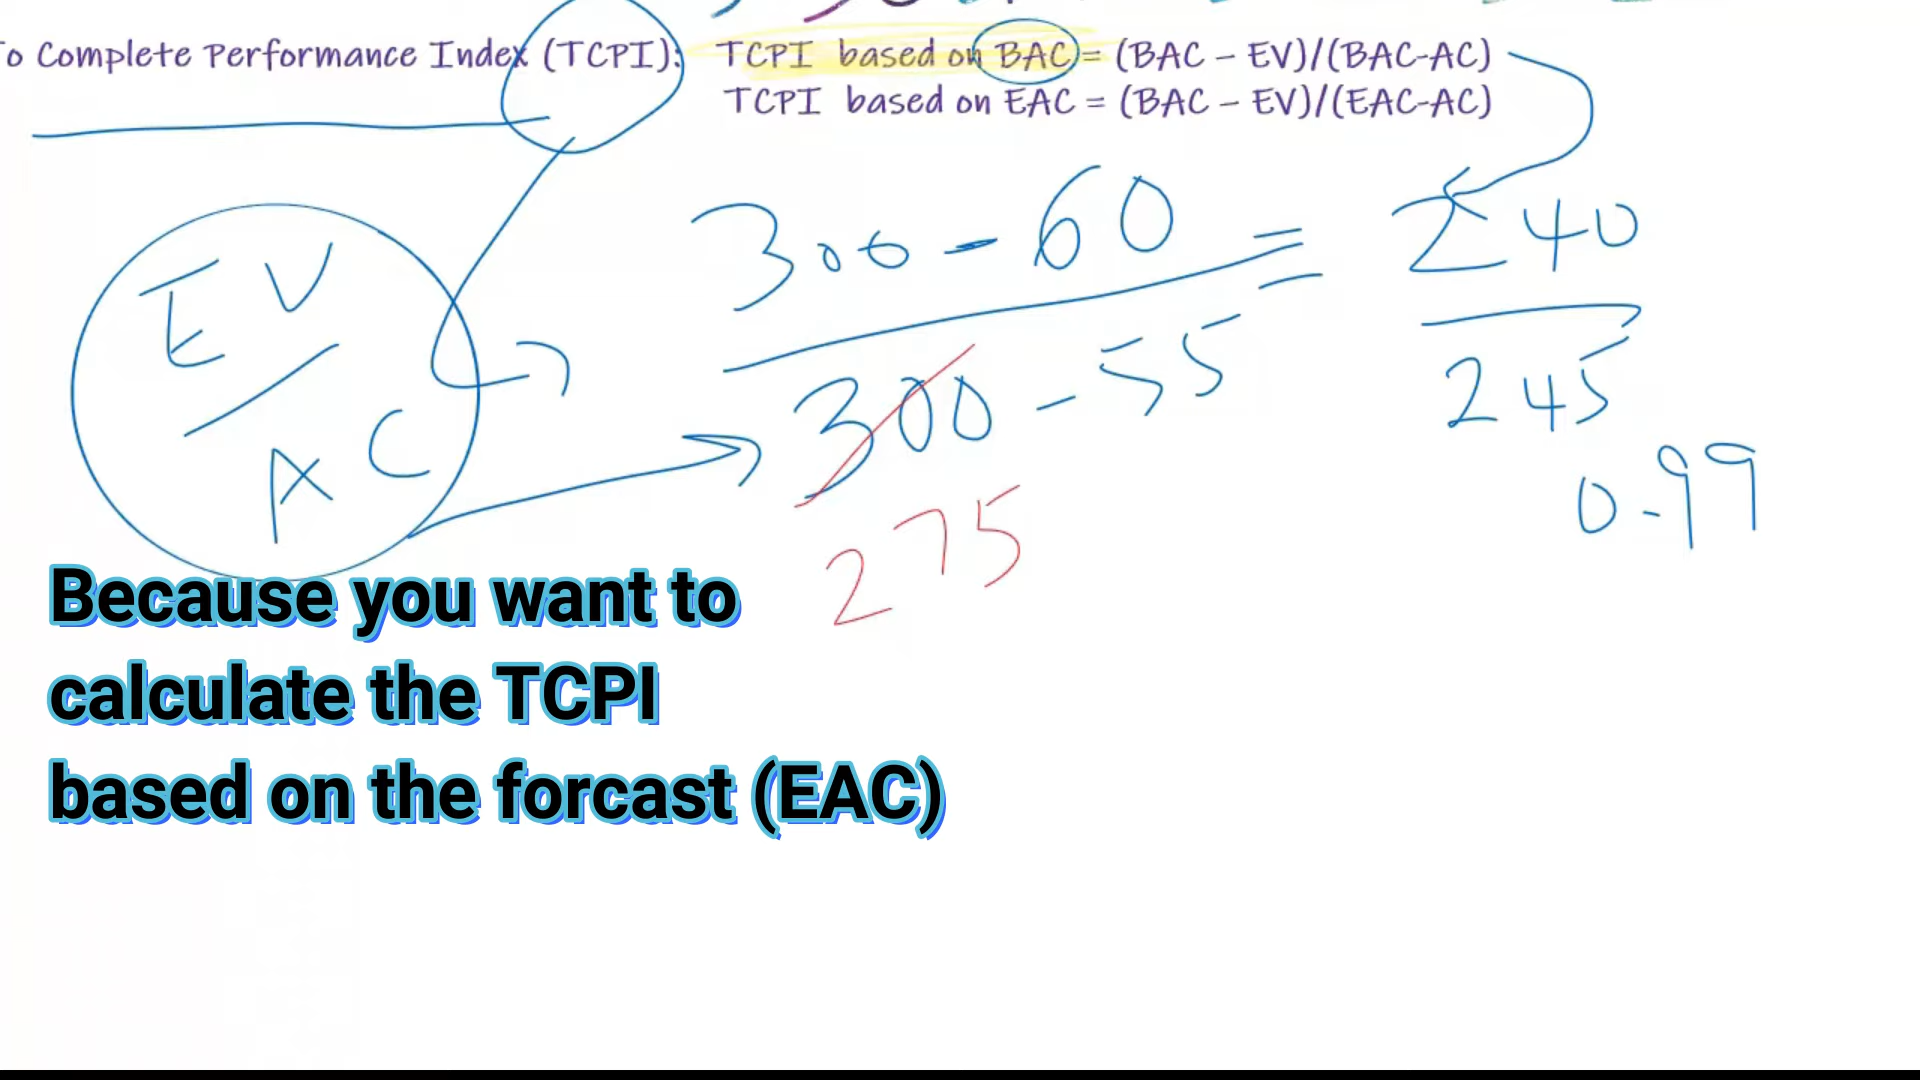 o Complete Performance Index (TCPI): TCPI based on BAC = (BAC – EV)/(BAC-AC)
TCPI based on EAC = (BAC – EV)/(EAC-AC)
300 - 60 = 240
EV
300 - 55 245
AC
0.99
275
Because you want to
calculate the TCPI
based on the forcast (EAC)